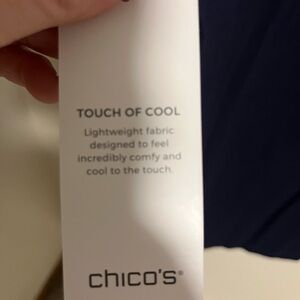 TOUCH OF COOL
Lightweight fabric
designed to feel
incredibly comfy and
cool to the touch.
chico's®